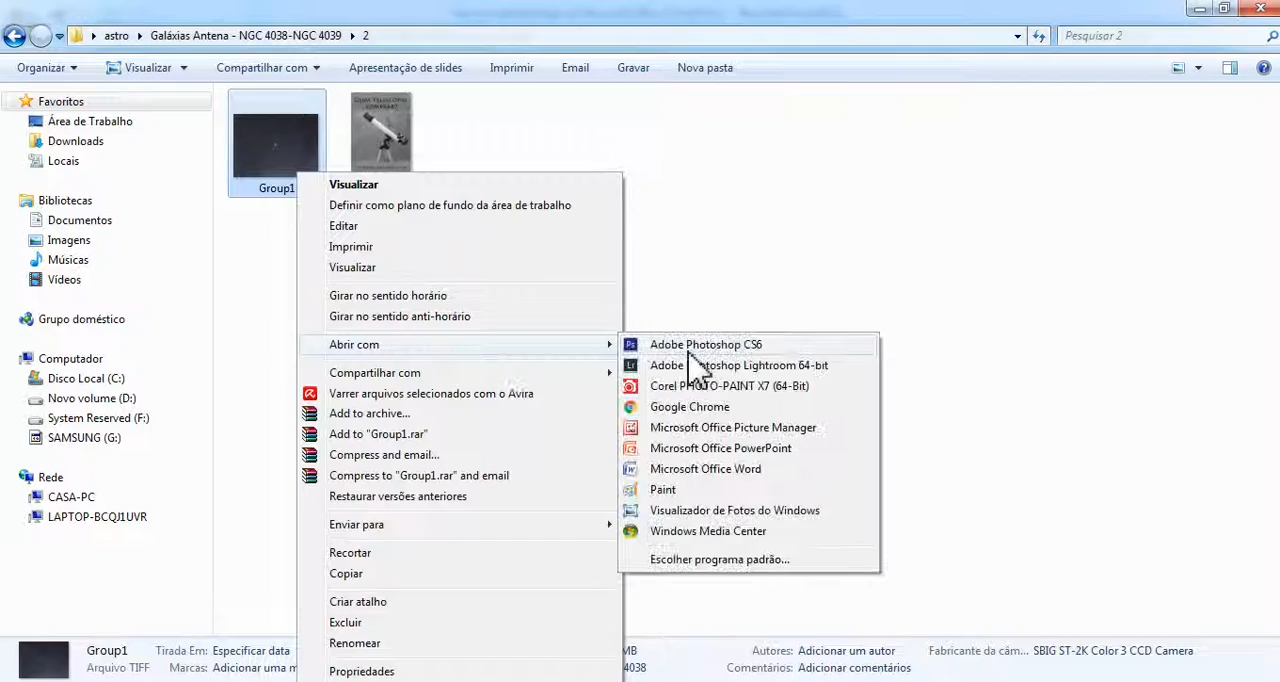 astro ▸ Galáxias Antena - NGC 4038-NGC 4039 ▸ 2
Pesquisar 2
Organizar Visualizar Compartilhar com Apresentação de slides Imprimir Email Gravar Nova pasta
Favoritos
Área de Trabalho
Downloads
Locais
Bibliotecas
Documentos
Imagens
Músicas
Vídeos
Grupo doméstico
Computador
Disco Local (C:)
Novo volume (D:)
System Reserved (F:)
SAMSUNG (G:)
Rede
CASA-PC
LAPTOP-BCQJ1UVR
Group1
Visualizar
Definir como plano de fundo da área de trabalho
Editar
Imprimir
Visualizar
Girar no sentido horário
Girar no sentido anti-horário
Abrir com
Compartilhar com
Varrer arquivos selecionados com o Avira
Add to archive...
Add to "Group1.rar"
Compress and email...
Compress to "Group1.rar" and email
Restaurar versões anteriores
Enviar para
Recortar
Copiar
Criar atalho
Excluir
Renomear
Propriedades
Adobe Photoshop CS6
Adobe Lightroom 64-bit
Corel PHOTO-PAINT X7 (64-Bit)
Google Chrome
Microsoft Office Picture Manager
Microsoft Office PowerPoint
Microsoft Office Word
Paint
Visualizador de Fotos do Windows
Windows Media Center
Escolher programa padrão...
Group1 Tirada Em: Especificar data MB Autores: Adicionar um autor Fabricante da câm... SBIG ST-2K Color 3 CCD Camera
Arquivo TIFF Marcas: Adicionar uma m 4038 Comentários: Adicionar comentários